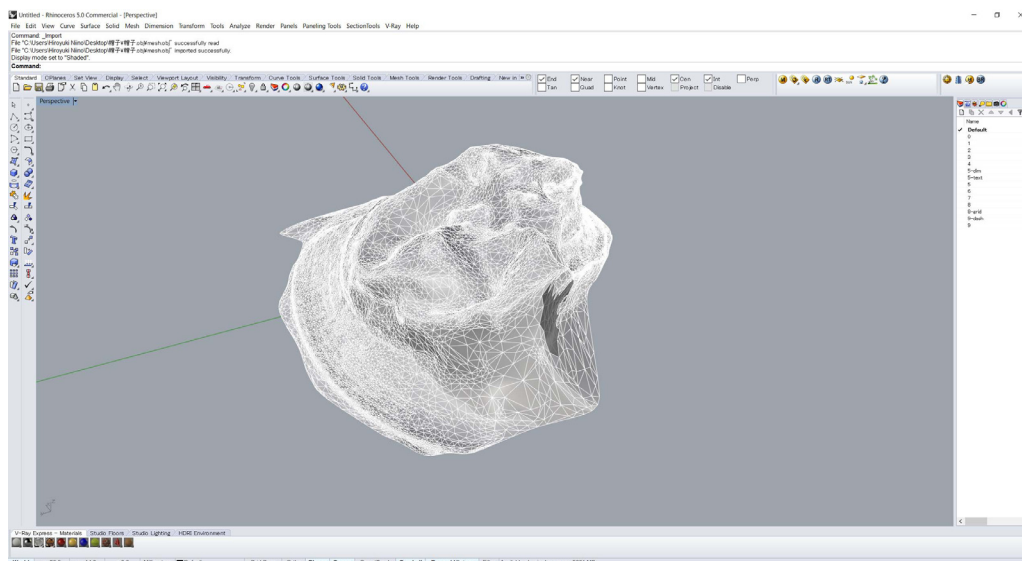 Untitled - Rhinoceros 5.0 Commercial - [Perspective]
File Edit View Curve Surface Solid Mesh Dimension Transform Tools Analyze Render Panels Paneling Tools SectionTools V-Ray Help
Command: _Import
File "C:\Users\Hiroyuki Niino\Desktop\帽子¥帽子.obj¥mesh.obj" successfully read
File "C:\Users\Hiroyuki Niino\Desktop\帽子¥帽子.obj¥mesh.obj" imported successfully.
Display mode set to "Shaded".
Command:
Standard CPlanes Set View Display Select Viewport Layout Visibility Transform Curve Tools Surface Tools Solid Tools Mesh Tools Render Tools Drafting New in
End Near Point Mid Cen Int Perp
Tan Quad Knot Vertex Project Disable
Perspective
Name
Default
0
1
2
3
4
5-dim
5-text
5
6
7
8
8-grid
9-dash
9
V-Ray Express - Materials Studio Floors Studio Lighting HDRI Environment